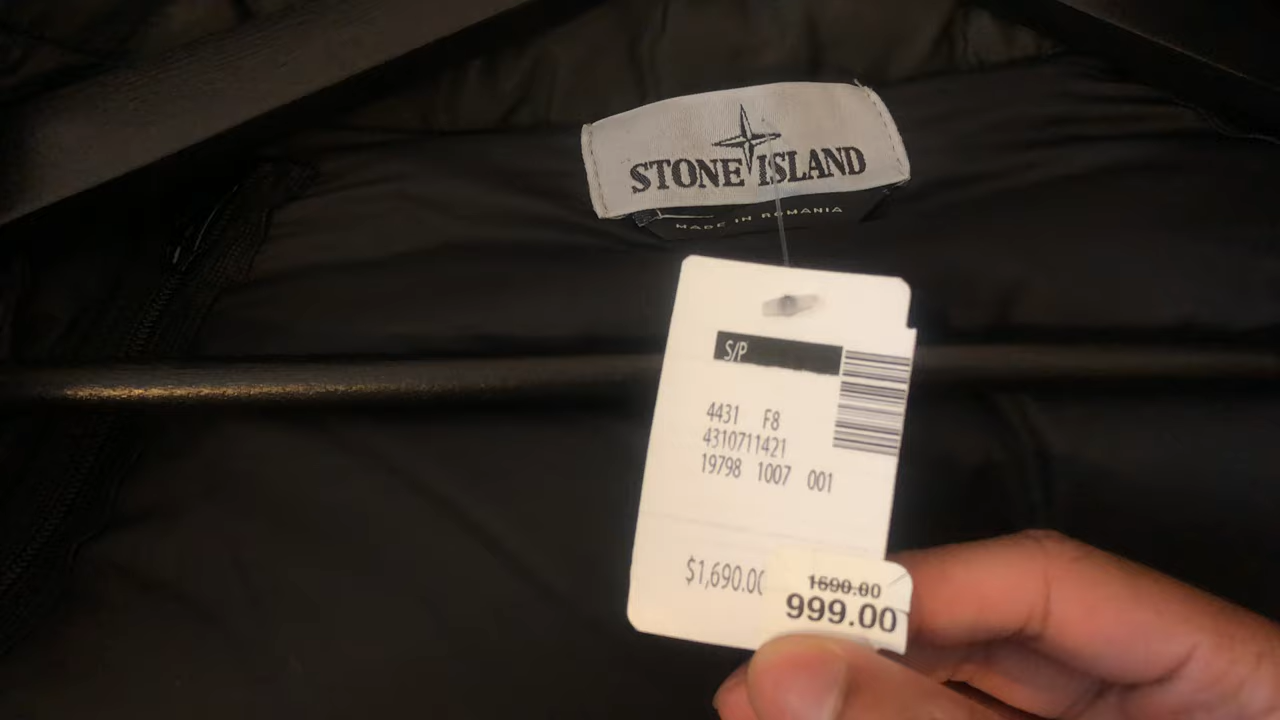 STONE ISLAND
MADE IN ROMANIA
S/P
4431 F8
4310711421
19798 1007 001
$1,690.00
1690.00
999.00